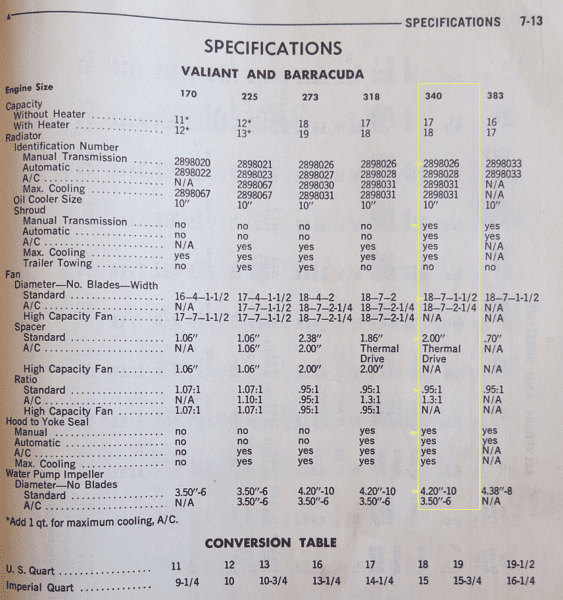 SPECIFICATIONS 7-13
SPECIFICATIONS
VALIANT AND BARRACUDA
Engine Size 170 225 273 318 340 383
Capacity
Without Heater 11* 12* 18 17 16
With Heater 12* 13* 19 18 18 17
Radiator
Identification Number
Manual Transmission 2898020 2898021 2898026 2898026 2898026 2898033
Automatic 2898022 2898023 2898027 2898028 2898028 2898033
A/C N/A 2898067 2898030 2898031 2898031 N/A
Max. Cooling 2898067 2898067 2898031 2898031 2898031 N/A
Oil Cooler Size 10″ 10″ 10″ 10″ 10″ 10″
Shroud
Manual Transmission no no no no yes yes
Automatic no no no no yes yes
A/C N/A yes yes yes yes N/A
Max. Cooling yes yes yes yes yes N/A
Trailer Towing no yes yes no no no
Fan
Diameter—No. Blades—Width
Standard 16–4–1-1/2 17–4–1-1/2 18–4–2 18–7–2 18–7–1-1/2 18–7–1-1/2
A/C N/A 17–7–1-1/2 18–7–2-1/4 18–7–2-1/4 18–7–2-1/4 N/A
High Capacity Fan 17–7–1-1/2 17–7–1-1/2 18–7–2-1/4 18–7–2-1/4 N/A N/A
Spacer
Standard 1.06″ 1.06″ 2.38″ 1.86″ 2.00″ .70″
A/C N/A 1.06″ 2.00″ Thermal Thermal N/A
Drive Drive
High Capacity Fan 1.06″ 1.06″ 2.00″ 2.00″ N/A N/A
Ratio
Standard 1.07:1 1.07:1 .95:1 .95:1 .95:1 .95:1
A/C N/A 1.10:1 .95:1 1.3:1 1.3:1 N/A
High Capacity Fan 1.07:1 1.07:1 .95:1 .95:1 N/A N/A
Hood to Yoke Seal
Manual no no no yes yes yes
Automatic no no no yes yes yes
A/C no yes yes yes yes N/A
Max. Cooling no yes yes yes yes N/A
Water Pump Impeller
Diameter—No Blades
Standard 3.50″-6 3.50″-6 4.20″-10 4.20″-10 4.20″-10 4.38″-8
A/C N/A 3.50″-6 3.50″-6 3.50″-6 3.50″-6 N/A
*Add 1 qt. for maximum cooling, A/C.
CONVERSION TABLE
U. S. Quart 11 12 13 16 17 18 19 19-1/2
Imperial Quart 9-1/4 10 10-3/4 13-1/4 14-1/4 15 15-3/4 16-1/4